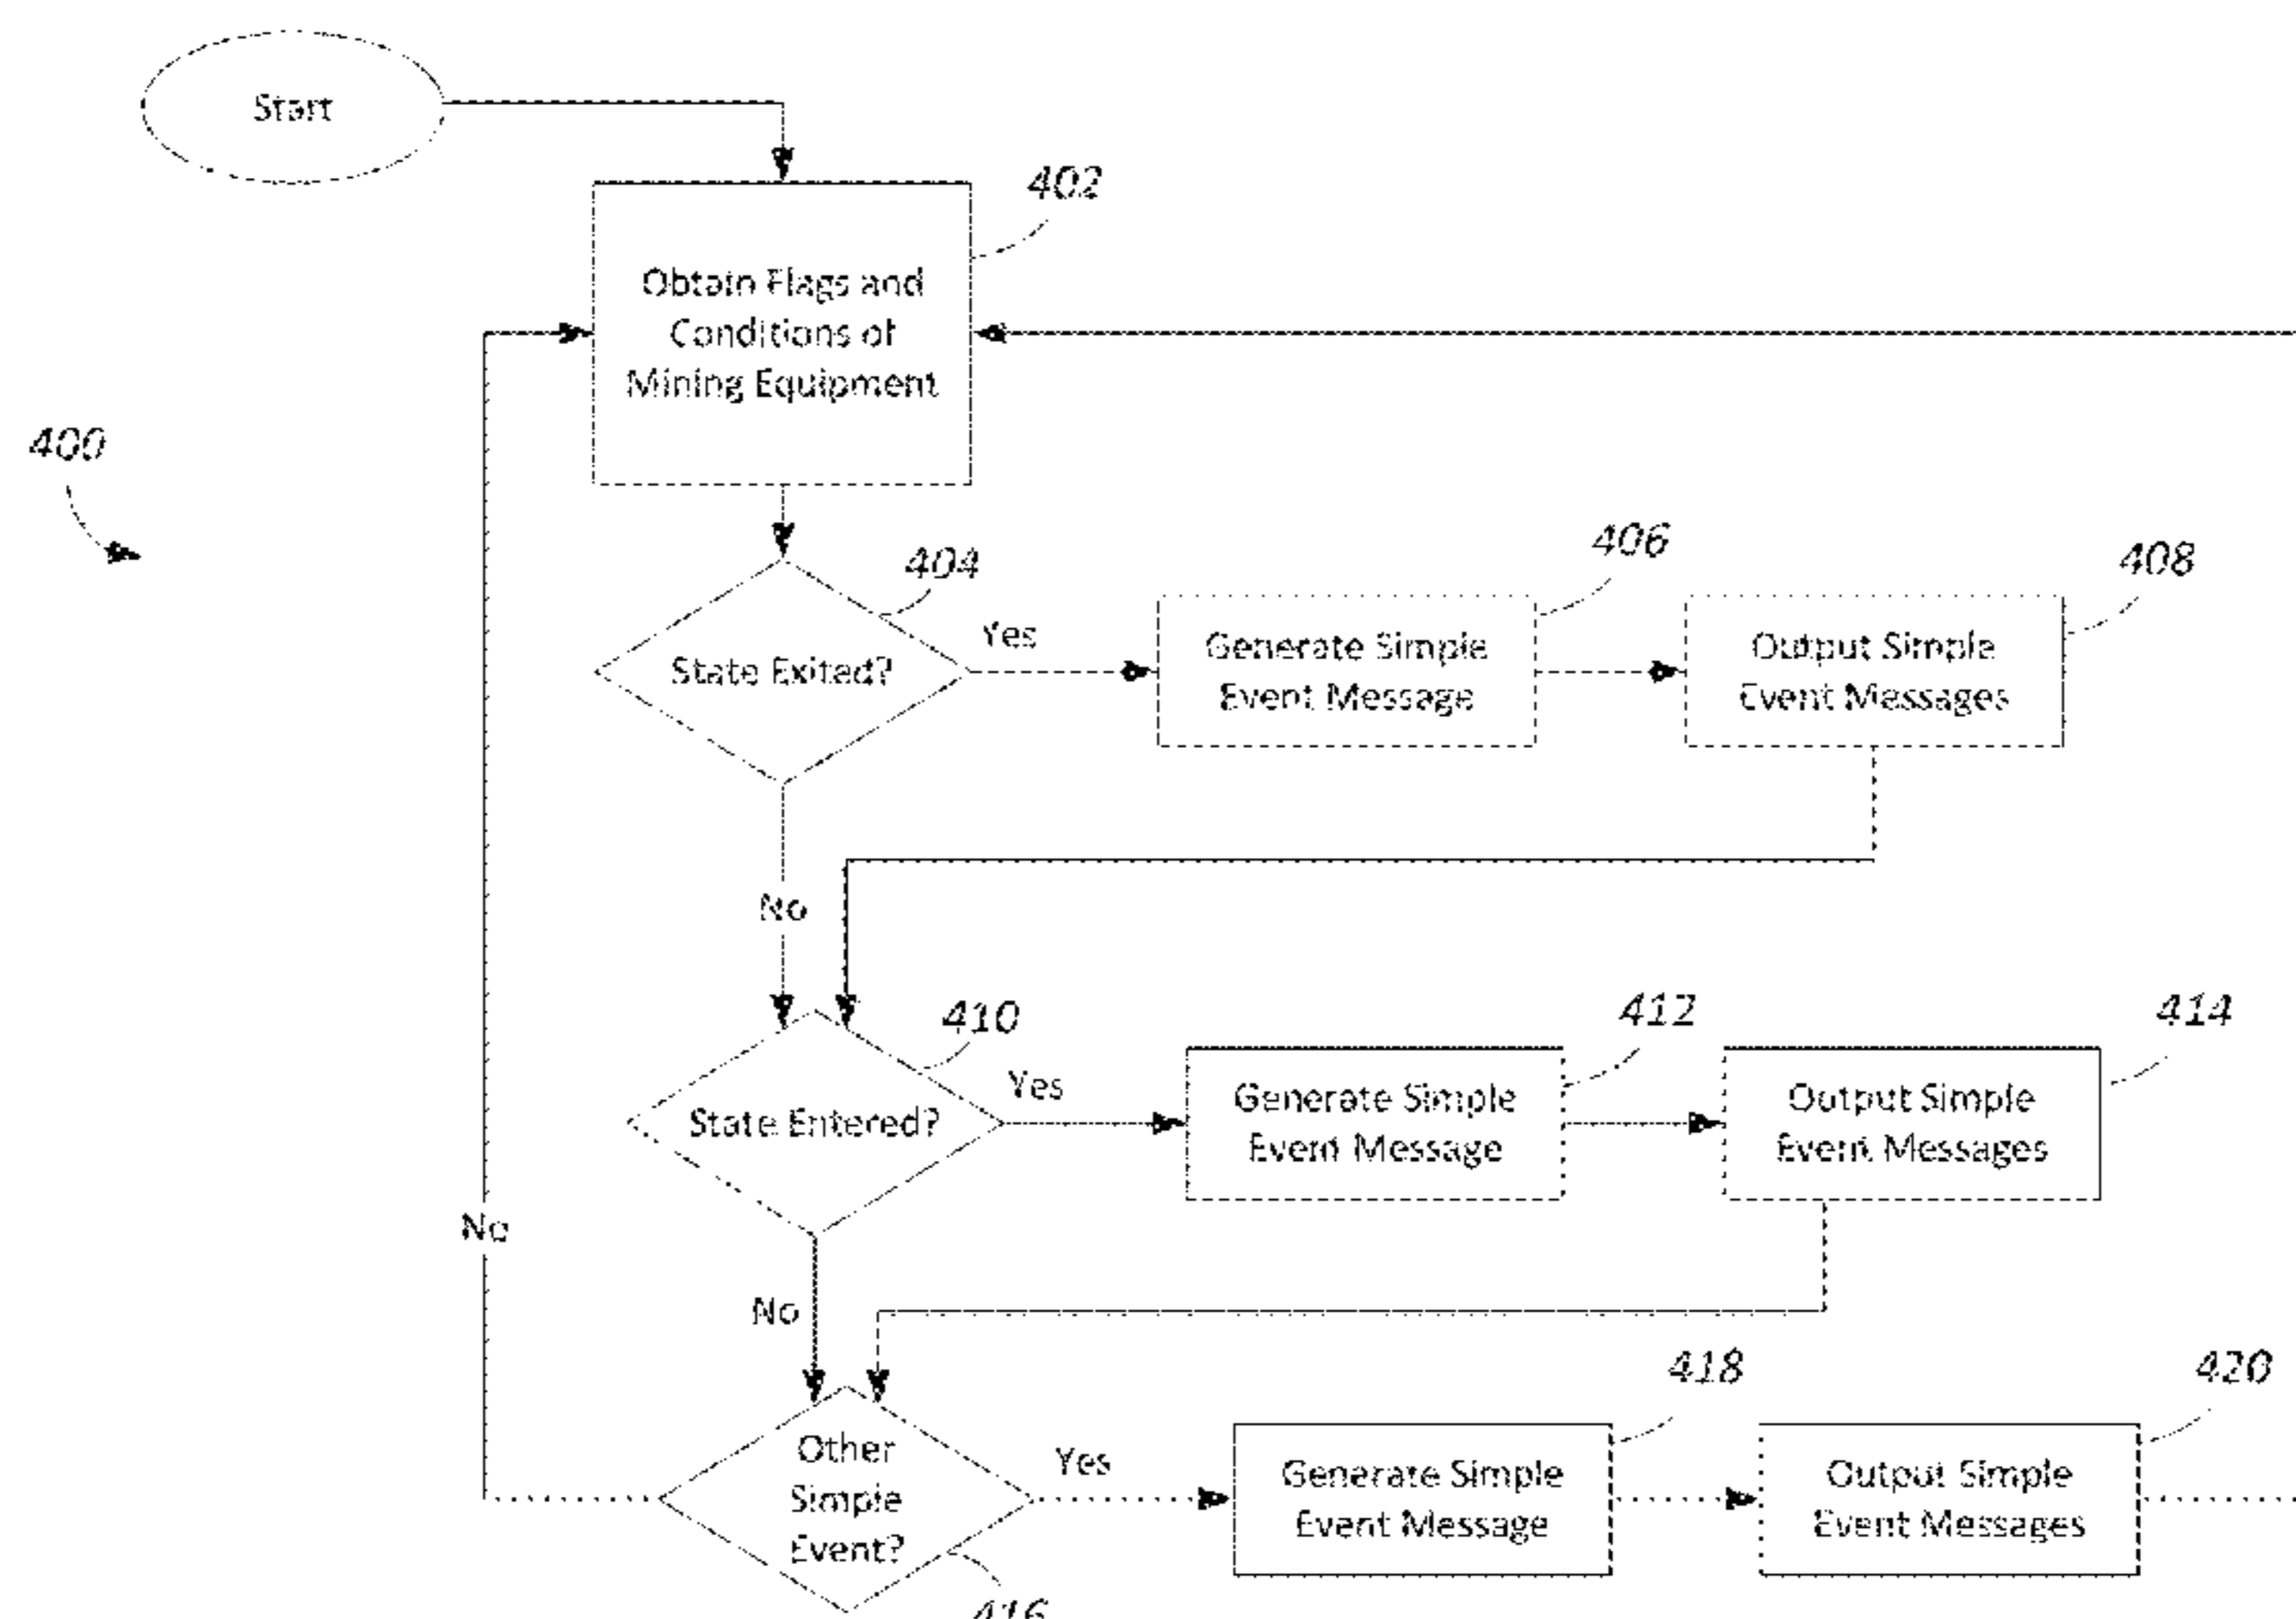 Start
402
Obtain Flags and
Conditions of
Mining Equipment
400
404
406
408
Yes
State Exited?
Generate Simple
Event Message
Output Simple
Event Messages
No
410
412
414
Yes
State Entered?
Generate Simple
Event Message
Output Simple
Event Messages
No
No
418
420
Other
Simple
Event?
Yes
Generate Simple
Event Message
Output Simple
Event Messages
416